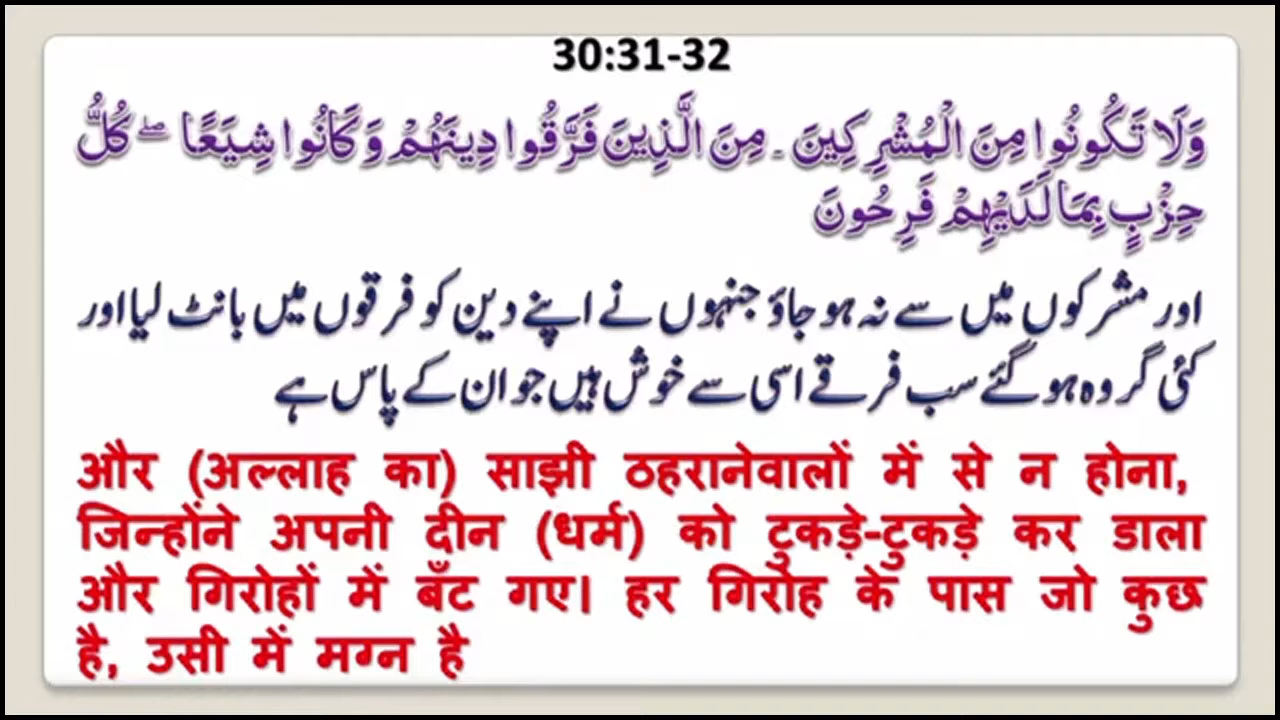 30:31-32
وَلَا تَكُونُوا مِنَ الْمُشْرِكِينَ ۔ مِنَ الَّذِينَ فَرَّقُوا دِينَهُمْ وَكَانُوا شِيَعًا ۖ كُلُّ
حِزْبٍ بِمَا لَدَيْهِمْ فَرِحُونَ
اور مشرکوں میں سے نہ ہو جاؤ جنہوں نے اپنے دین کو فرقوں میں بانٹ لیا اور
کئی گروہ ہو گئے سب فرقے اسی سے خوش ہیں جو ان کے پاس ہے
और (अल्लाह का) साझी ठहरानेवालों में से न होना,
जिन्होंने अपनी दीन (धर्म) को टुकड़े-टुकड़े कर डाला
और गिरोहों में बँट गए। हर गिरोह के पास जो कुछ
है, उसी में मग्न है